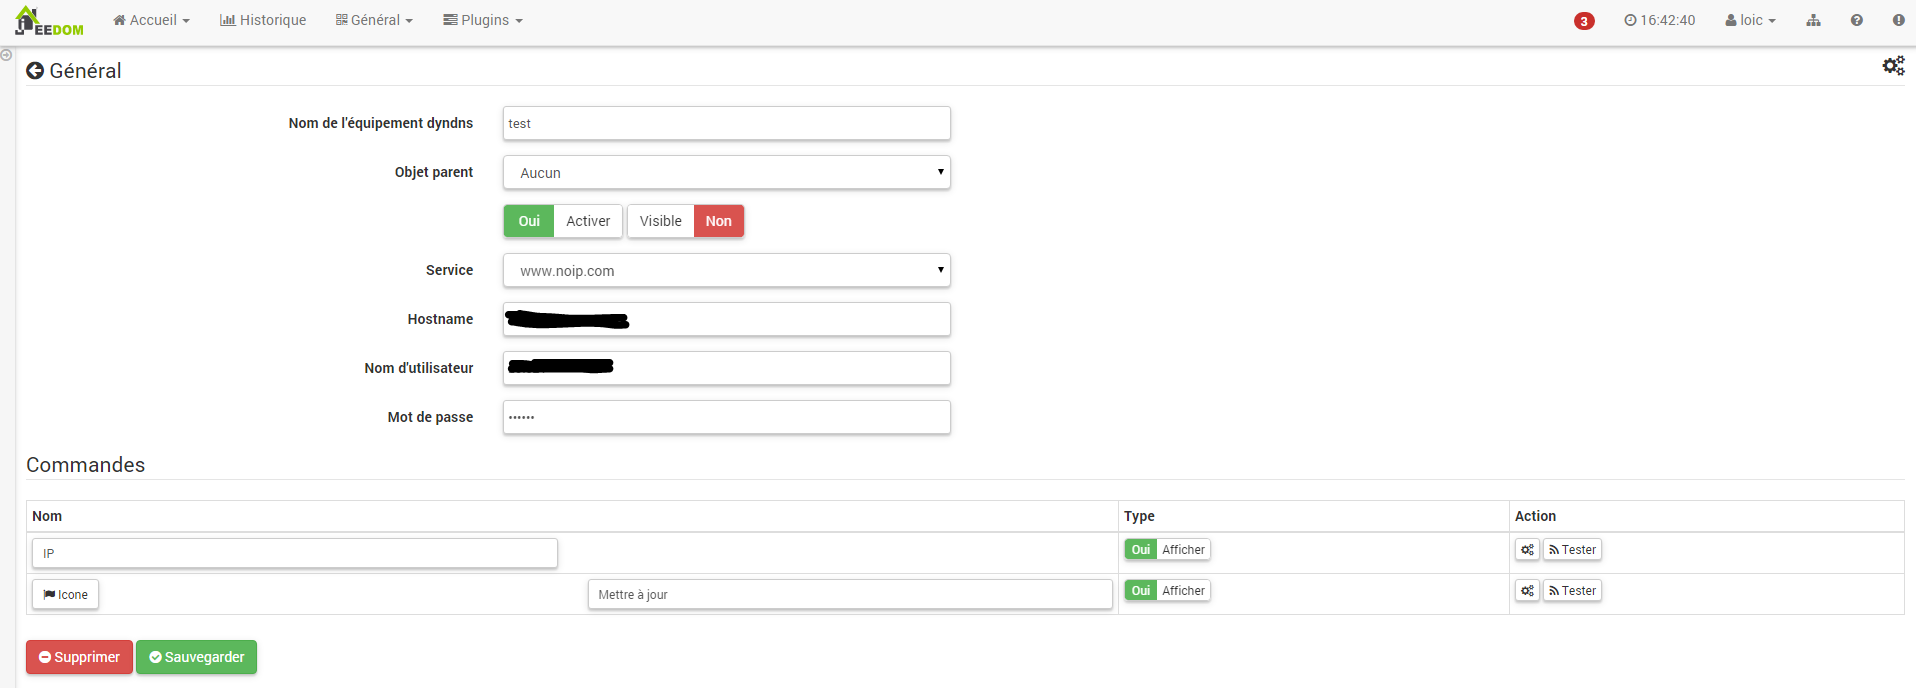 JEEDOM Accueil Historique Général Plugins 3 16:42:40 loic
Général
Nom de l'équipement dyndns test
Objet parent Aucun
Oui Activer Visible Non
Service www.noip.com
Hostname
Nom d'utilisateur
Mot de passe ••••••
Commandes
Nom Type Action
IP Oui Afficher Tester
Icone Mettre à jour Oui Afficher Tester
Supprimer Sauvegarder